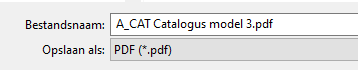 Bestandsnaam: A_CAT Catalogus model 3.pdf
Opslaan als: PDF (*.pdf)